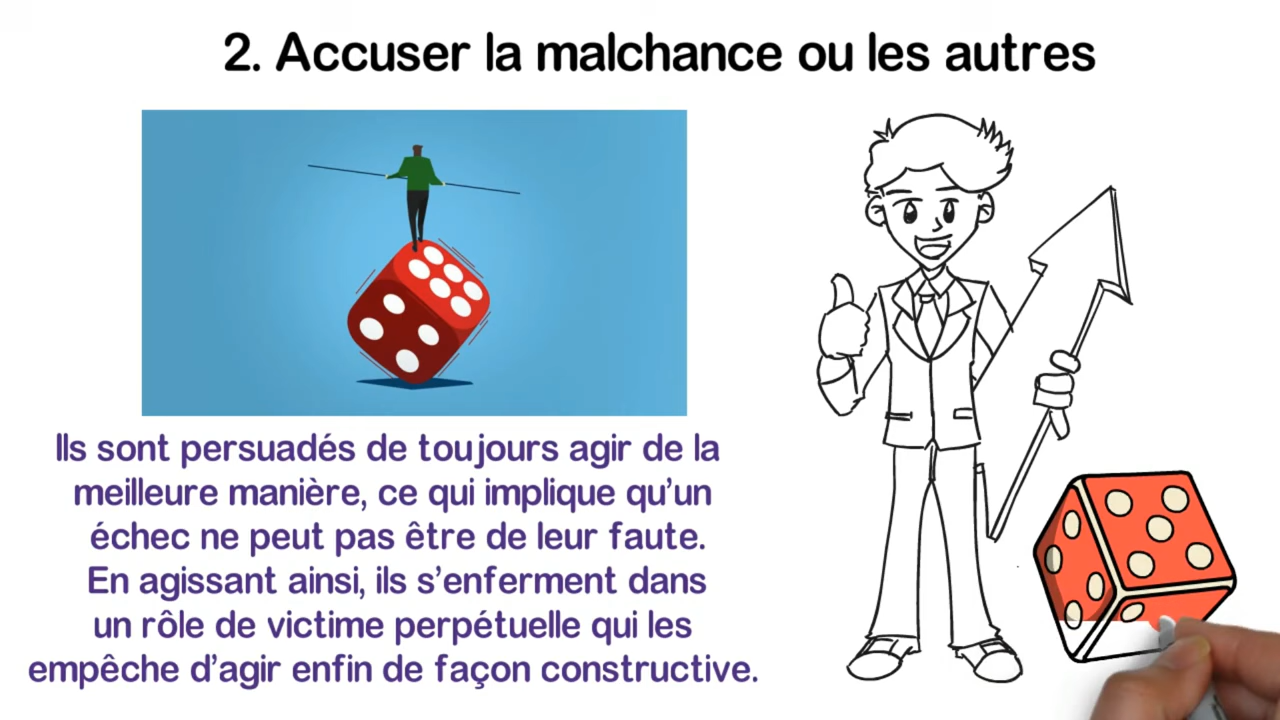 2. Accuser la malchance ou les autres
Ils sont persuadés de toujours agir de la
meilleure manière, ce qui implique qu’un
échec ne peut pas être de leur faute.
En agissant ainsi, ils s’enferment dans
un rôle de victime perpétuelle qui les
empêche d’agir enfin de façon constructive.